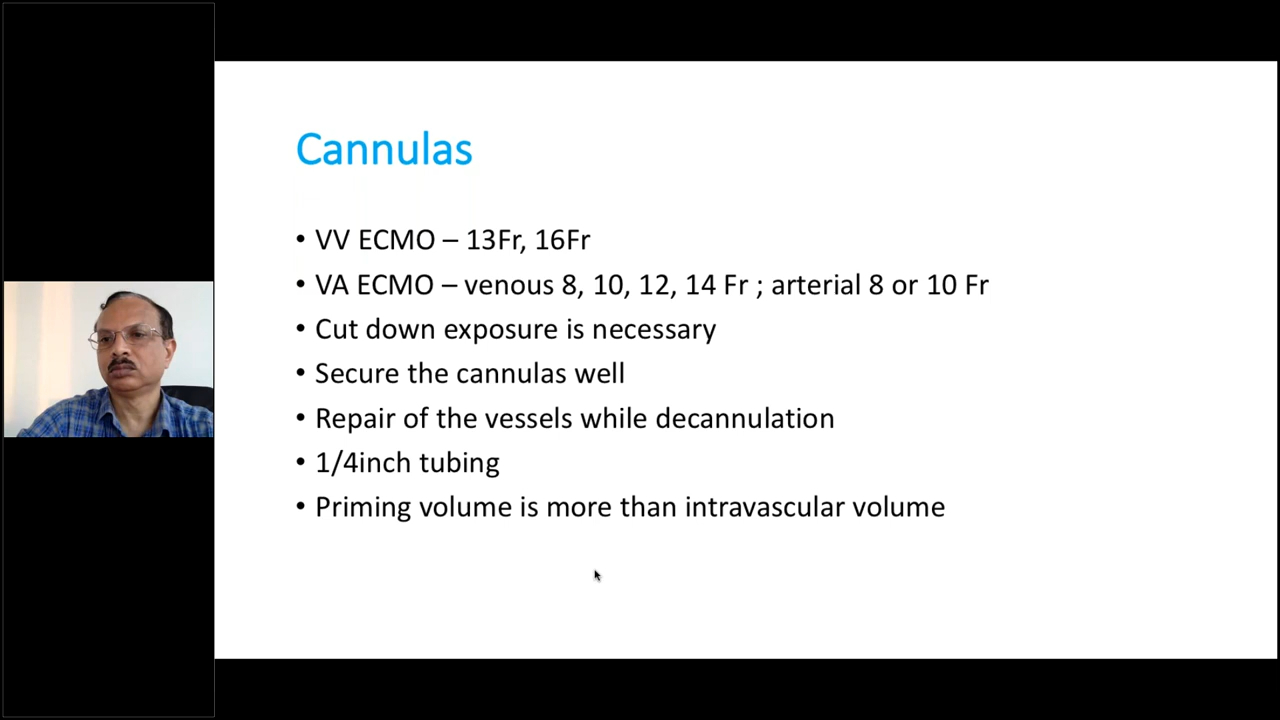 Cannulas
• VV ECMO – 13Fr, 16Fr
• VA ECMO – venous 8, 10, 12, 14 Fr ; arterial 8 or 10 Fr
• Cut down exposure is necessary
• Secure the cannulas well
• Repair of the vessels while decannulation
• 1/4inch tubing
• Priming volume is more than intravascular volume